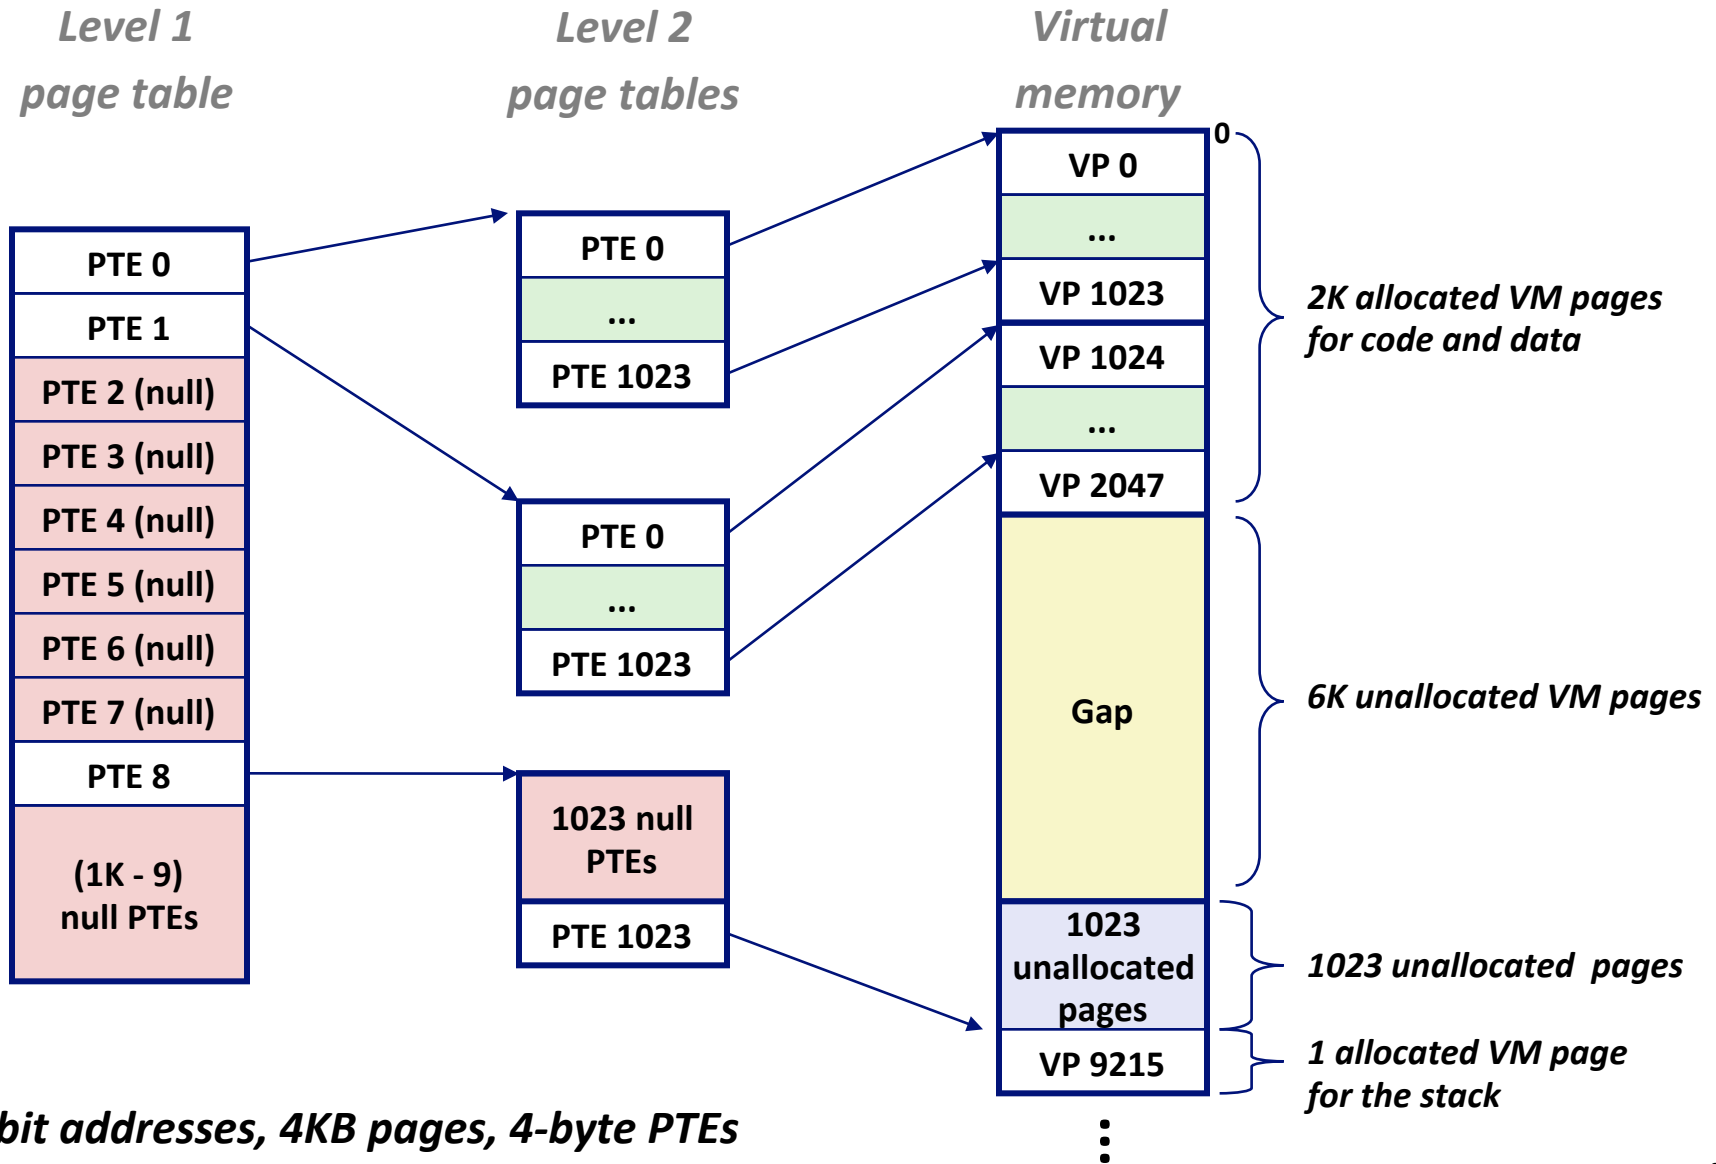 Level 1
page table
Level 2
page tables
Virtual
memory
0
PTE 0
PTE 1
PTE 2 (null)
PTE 3 (null)
PTE 4 (null)
PTE 5 (null)
PTE 6 (null)
PTE 7 (null)
PTE 8
(1K - 9)
null PTEs
PTE 0
...
PTE 1023
PTE 0
...
PTE 1023
1023 null
PTEs
PTE 1023
VP 0
...
VP 1023
VP 1024
...
VP 2047
Gap
1023
unallocated
pages
VP 9215
2K allocated VM pages
for code and data
6K unallocated VM pages
1023 unallocated  pages
1 allocated VM page
for the stack
bit addresses, 4KB pages, 4-byte PTEs